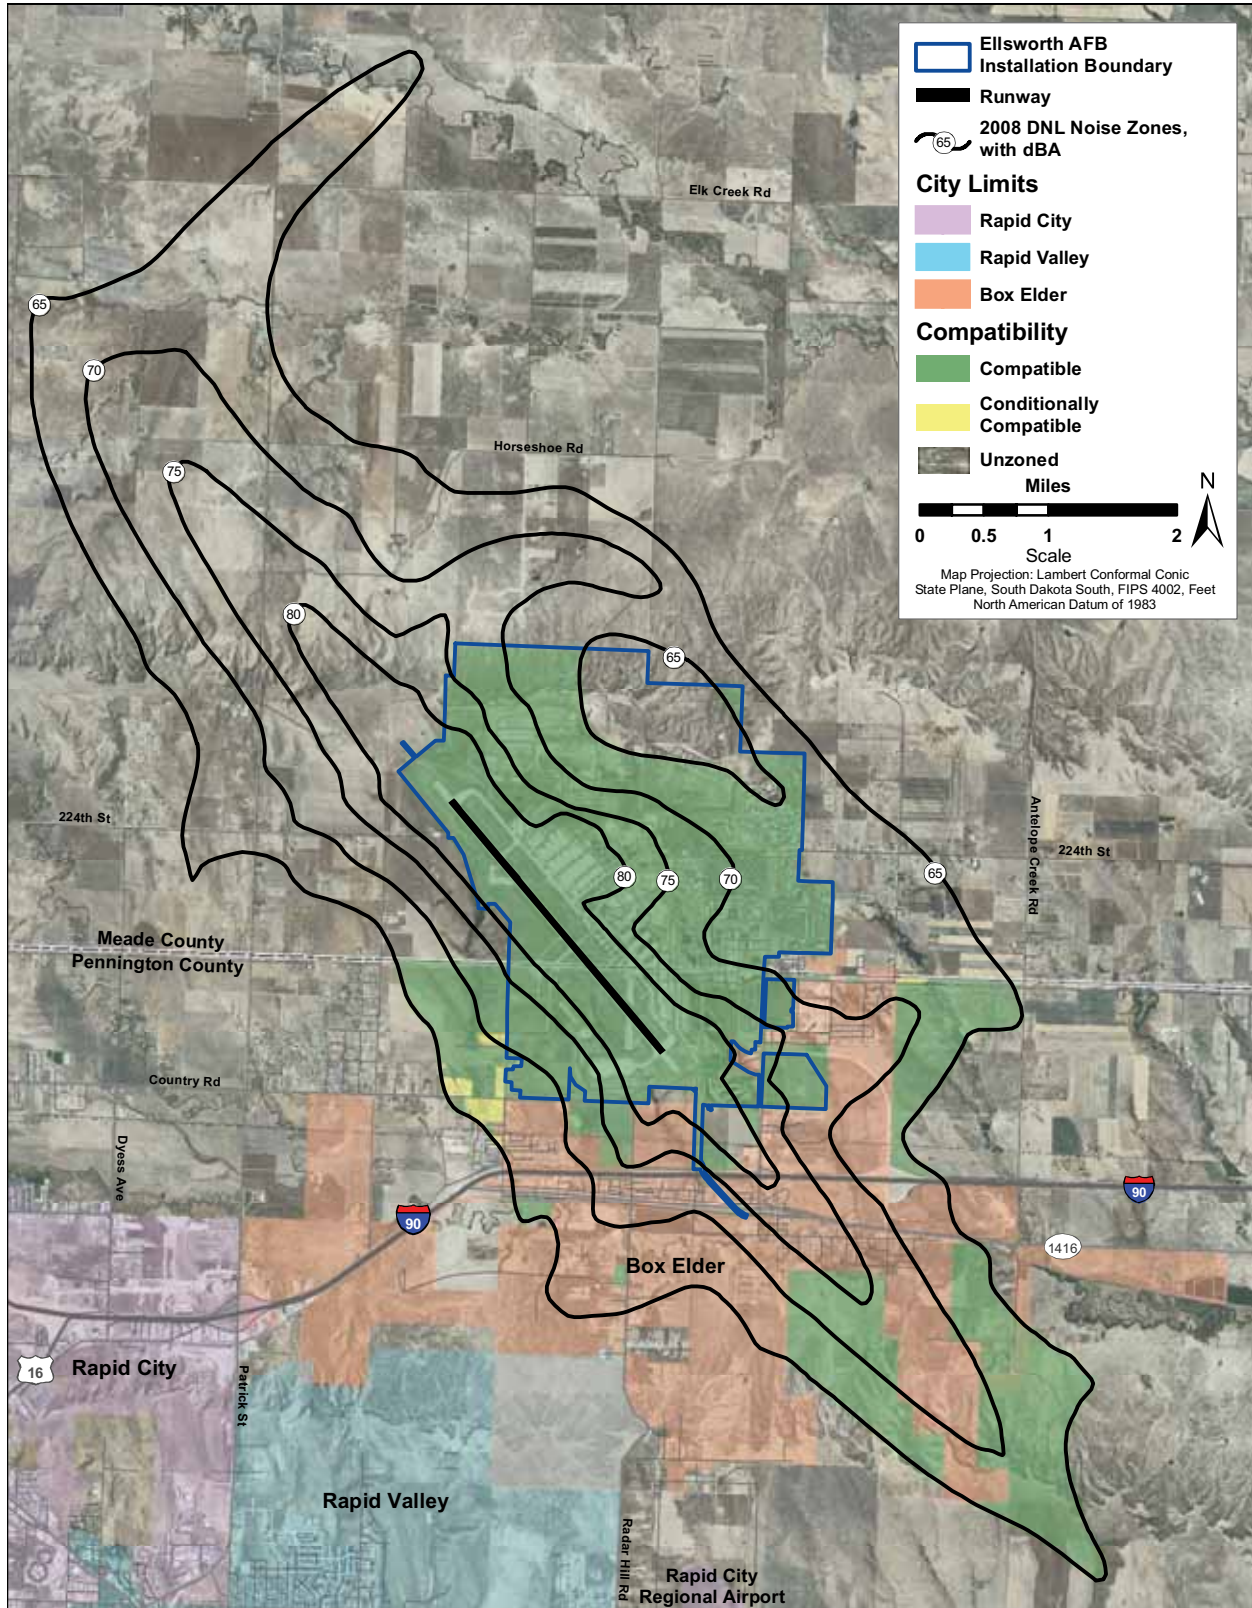 Ellsworth AFB
Installation Boundary
Runway
65
2008 DNL Noise Zones,
with dBA
City Limits
Rapid City
Rapid Valley
Box Elder
Compatibility
Compatible
Conditionally
Compatible
Unzoned
Miles
0 0.5 1 2
Scale
N
Map Projection: Lambert Conformal Conic
State Plane, South Dakota South, FIPS 4002, Feet
North American Datum of 1983
Elk Creek Rd
65
70
Horseshoe Rd
75
80
65
224th St
Antelope Creek Rd
224th St
65
80
75
70
Meade County
Pennington County
Country Rd
Dyess Ave
90
90
1416
Box Elder
16
Rapid City
Patrick St
Rapid Valley
Radar Hill Rd
Rapid City
Regional Airport